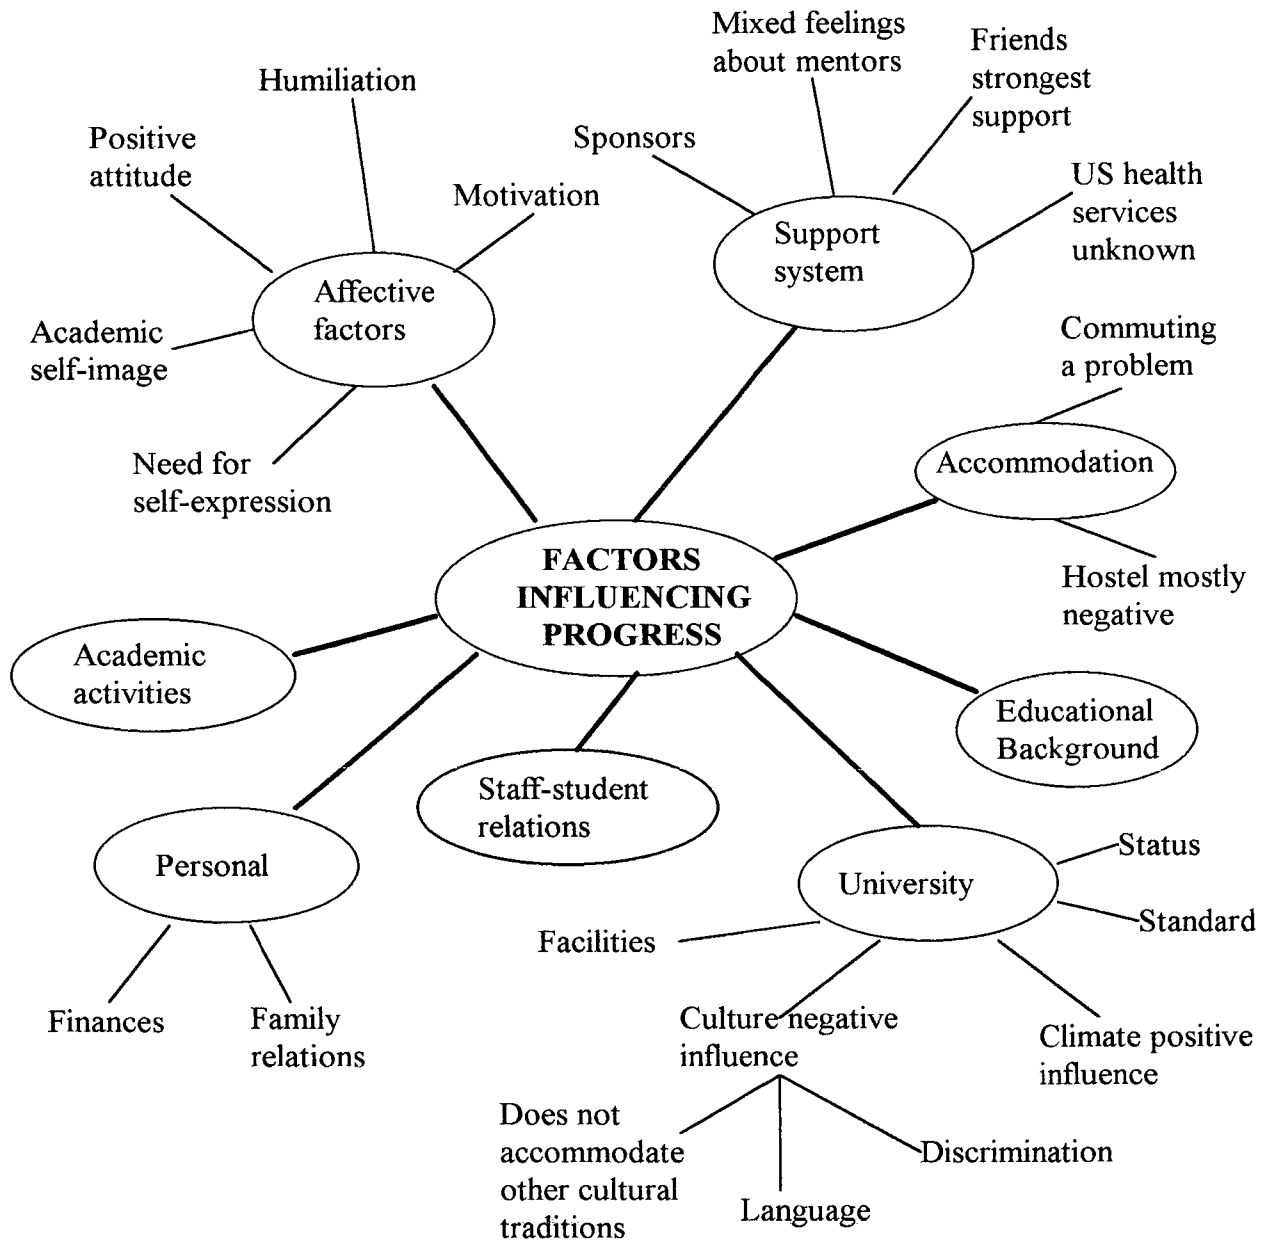 Mixed feelings
about mentors
Friends
strongest
support
Humiliation
Positive
attitude
Sponsors
Motivation
US health
services
unknown
Support
system
Affective
factors
Academic
self-image
Commuting
a problem
Need for
self-expression
Accommodation
Hostel mostly
negative
FACTORS
INFLUENCING
PROGRESS
Academic
activities
Educational
Background
Staff-student
relations
Personal
University
Status
Standard
Facilities
Finances
Family
relations
Culture negative
influence
Climate positive
influence
Does not
accommodate
other cultural
traditions
Discrimination
Language